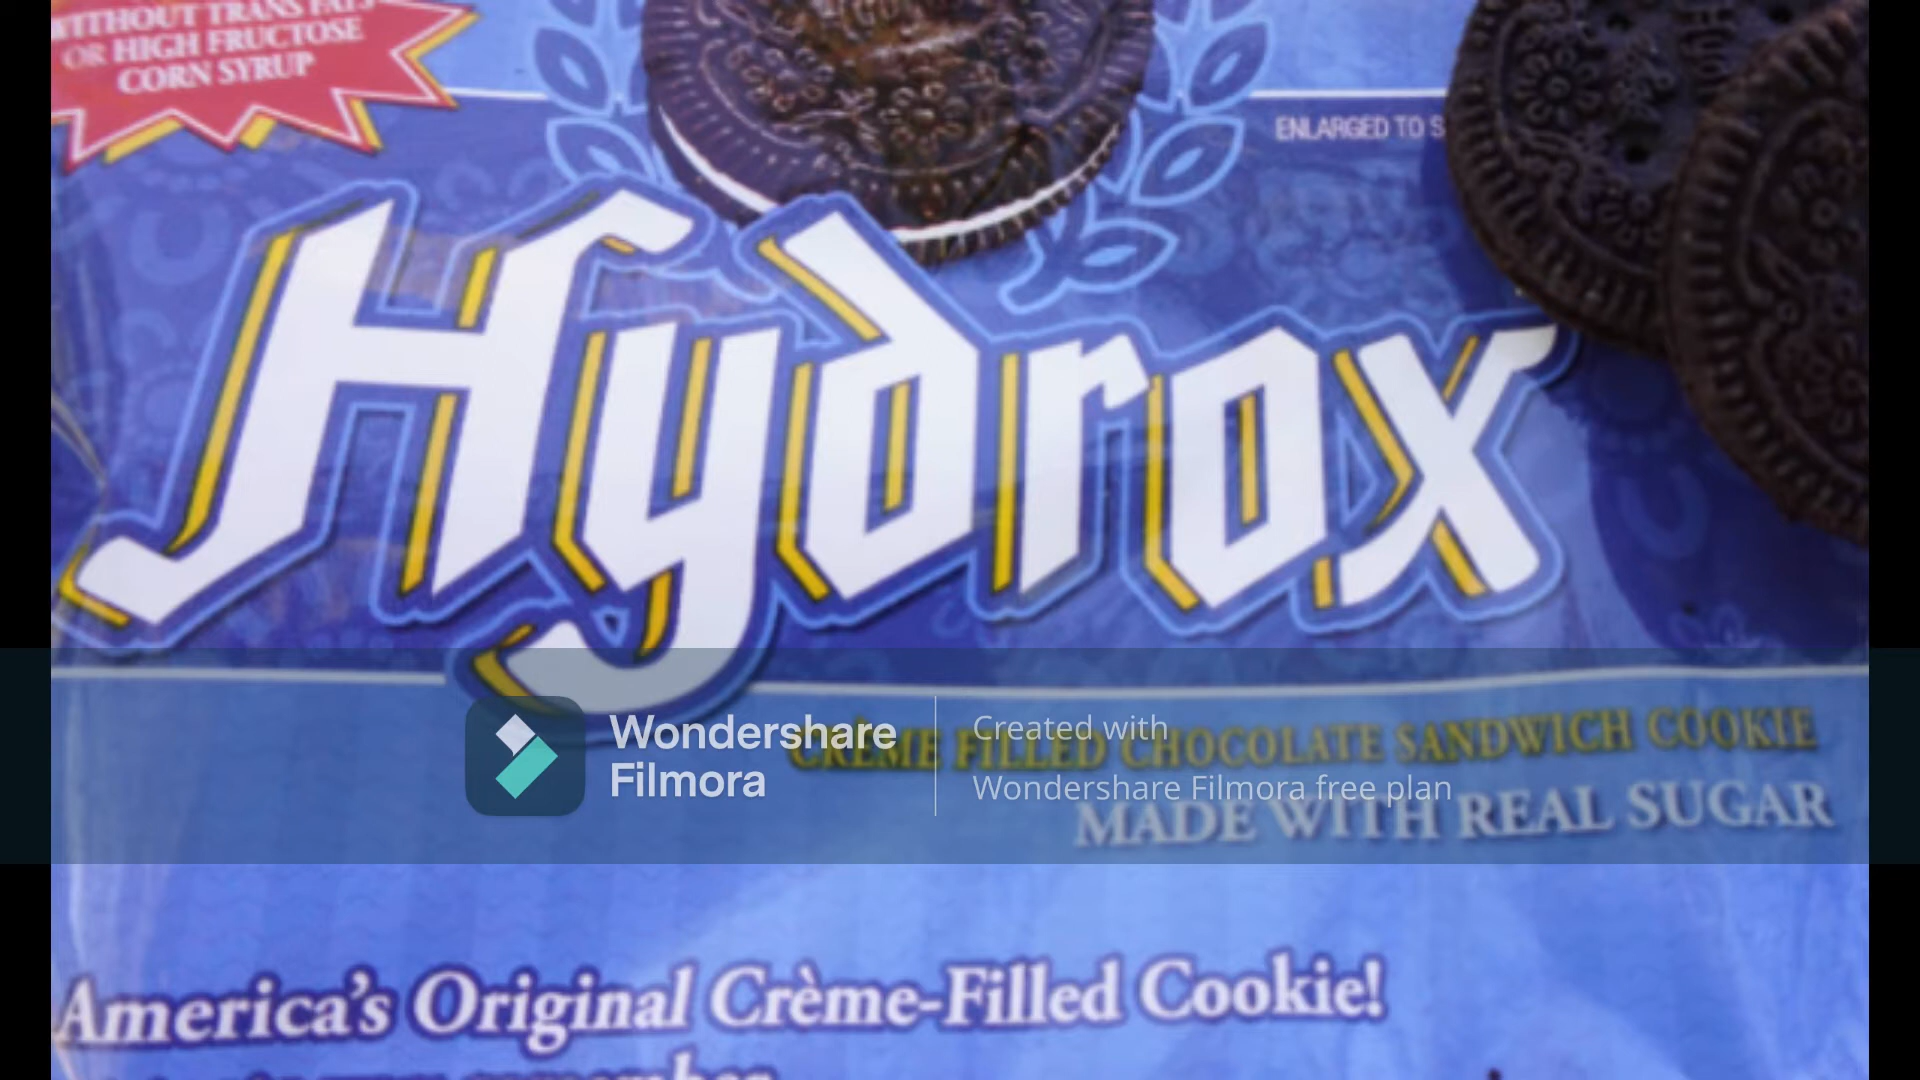 WITHOUT TRANS FATS
OR HIGH FRUCTOSE
CORN SYRUP
ENLARGED TO S
Hydrox
CRÈME FILLED CHOCOLATE SANDWICH COOKIE
MADE WITH REAL SUGAR
Wondershare
Filmora
Created with
Wondershare Filmora free plan
America's Original Crème-Filled Cookie!